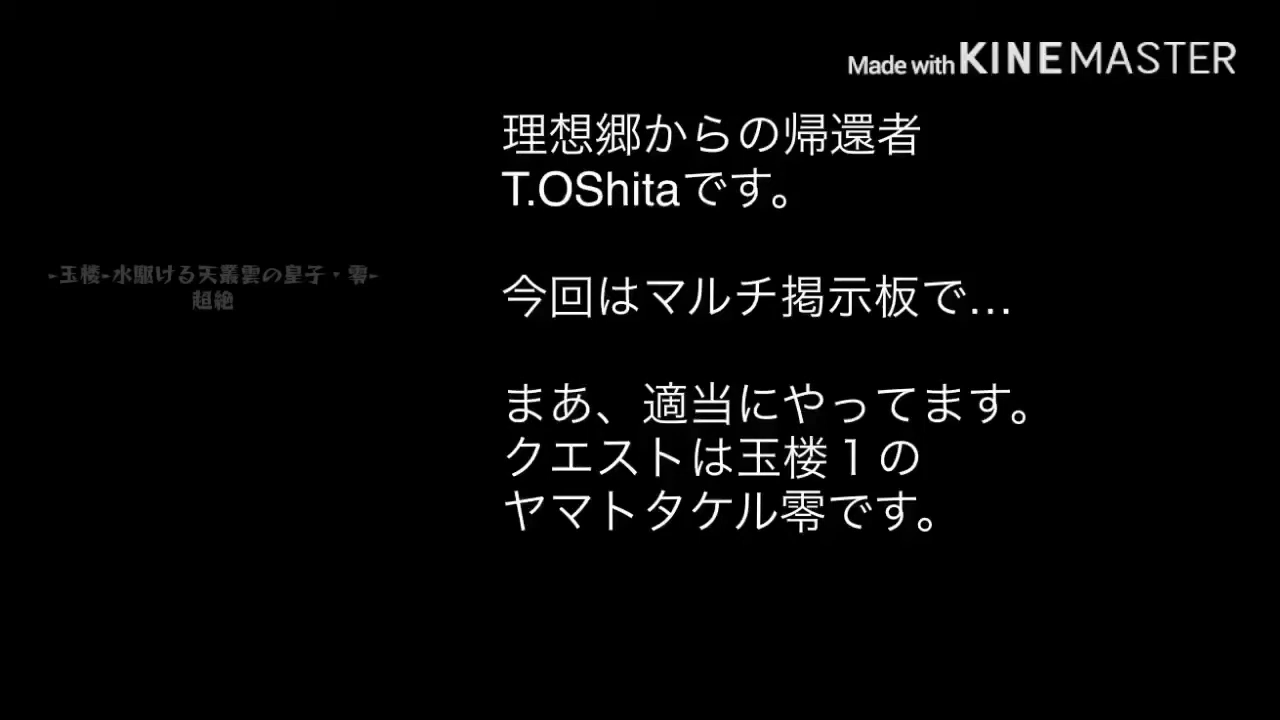 Made with KINEMASTER
理想郷からの帰還者
T.OShitaです。
今回はマルチ掲示板で…
まあ、適当にやってます。
クエストは玉楼１の
ヤマトタケル零です。
-玉楼-水駆ける天叢雲の皇子・零-
超絶